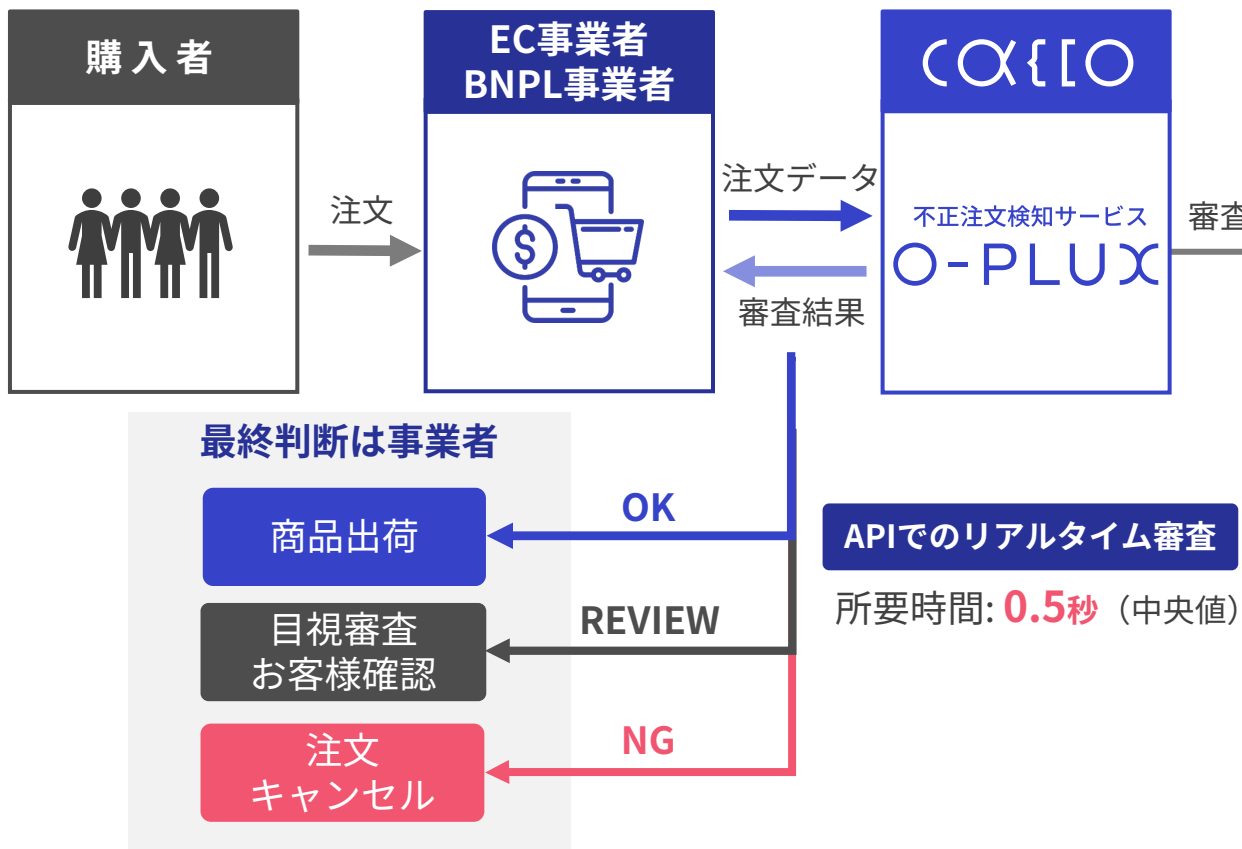 購入者
EC事業者
BNPL事業者
CACCO
注文
注文データ
審査結果
不正注文検知サービス
O-PLUX
審査
最終判断は事業者
商品出荷
OK
目視審査
お客様確認
REVIEW
注文
キャンセル
NG
APIでのリアルタイム審査
所要時間: 0.5秒（中央値）